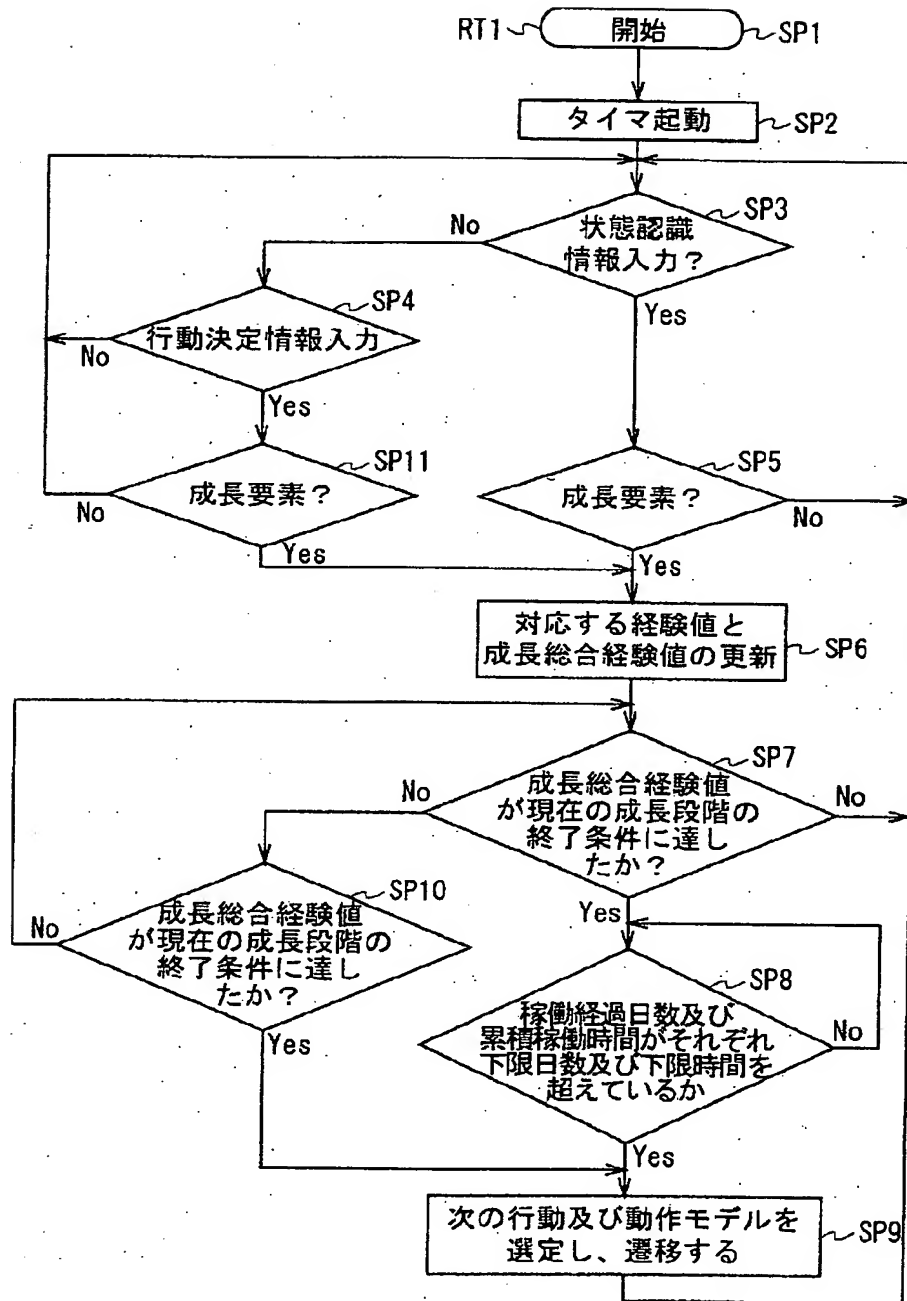 RT1 開始 SP1
タイマ起動 SP2
SP3
No
状態認識
情報入力?
Yes
SP4
行動決定情報入力
No
Yes
SP11
成長要素?
No
Yes
SP5
成長要素?
No
Yes
対応する経験値と
成長総合経験値の更新
SP6
SP7
成長総合経験値
が現在の成長段階の
終了条件に達し
たか?
No
No
Yes
SP10
成長総合経験値
が現在の成長段階の
終了条件に達し
たか?
No
Yes
SP8
稼働経過日数及び
累積稼働時間がそれぞれ
下限日数及び下限時間を
超えているか
No
Yes
次の行動及び動作モデルを
選定し、遷移する
SP9